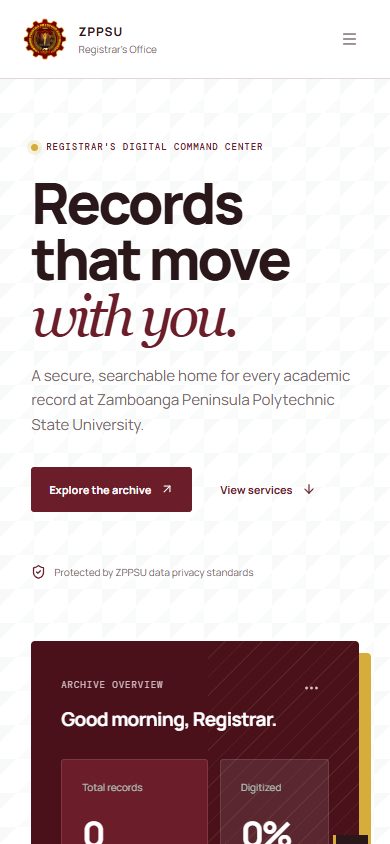 ZPPSU
Registrar's Office
REGISTRAR'S DIGITAL COMMAND CENTER
Records
that move
with you.
A secure, searchable home for every academic
record at Zamboanga Peninsula Polytechnic
State University.
Explore the archive
View services
Protected by ZPPSU data privacy standards
ARCHIVE OVERVIEW
Good morning, Registrar.
Total records
Digitized
0
0%